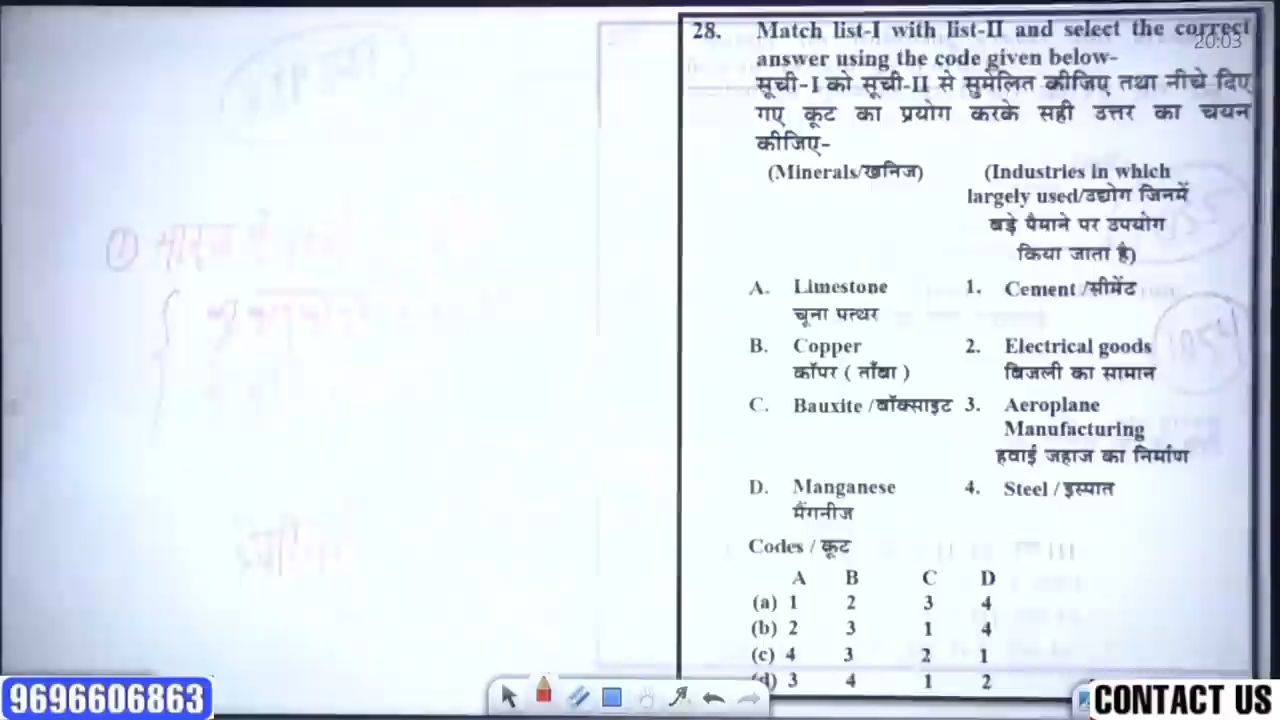 28. Match list-I with list-II and select the correct
20:03
answer using the code given below-
सूची-I को सूची-II से सुमेलित कीजिए तथा नीचे दिए
गए कूट का प्रयोग करके सही उत्तर का चयन
कीजिए-
(Minerals/खनिज) (Industries in which
largely used/उद्योग जिनमें
बड़े पैमाने पर उपयोग
किया जाता है)
A. Limestone 1. Cement /सीमेंट
चूना पत्थर
B. Copper 2. Electrical goods
कॉपर ( ताँबा ) बिजली का सामान
C. Bauxite /बॉक्साइट 3. Aeroplane
Manufacturing
हवाई जहाज का निर्माण
D. Manganese 4. Steel / इस्पात
मैंगनीज
Codes / कूट
A B C D
(a) 1 2 3 4
(b) 2 3 1 4
(c) 4 3 2 1
(d) 3 4 1 2
9696606863
CONTACT US